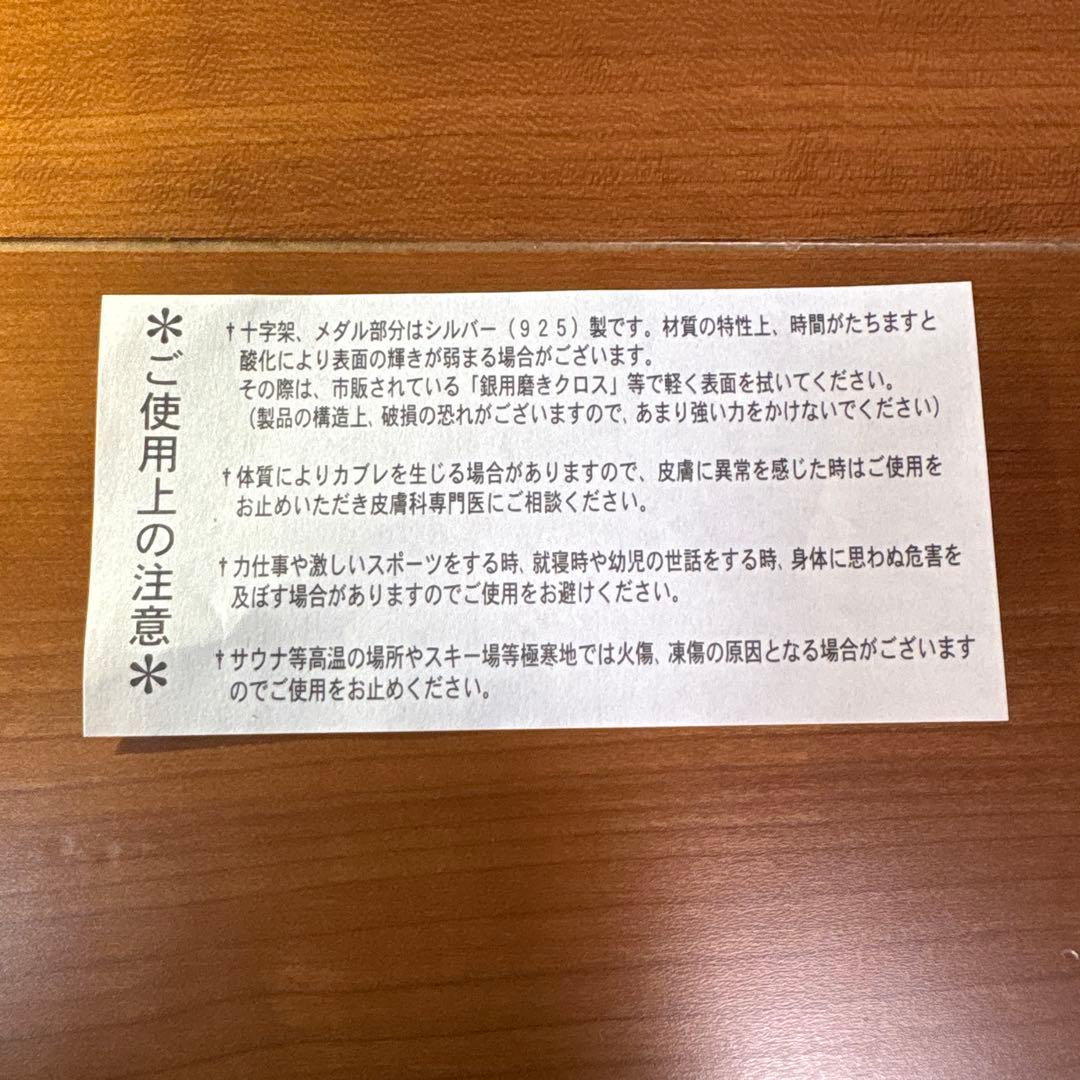 ＊ご使用上の注意＊
†十字架、メダル部分はシルバー（９２５）製です。材質の特性上、時間がたちますと
酸化により表面の輝きが弱まる場合がございます。
その際は、市販されている「銀用磨きクロス」等で軽く表面を拭いてください。
（製品の構造上、破損の恐れがございますので、あまり強い力をかけないでください）
†体質によりカブレを生じる場合がありますので、皮膚に異常を感じた時はご使用を
お止めいただき皮膚科専門医にご相談ください。
†力仕事や激しいスポーツをする時、就寝時や幼児の世話をする時、身体に思わぬ危害を
及ぼす場合がありますのでご使用をお避けください。
†サウナ等高温の場所やスキー場等極寒地では火傷、凍傷の原因となる場合がございます
のでご使用をお止めください。